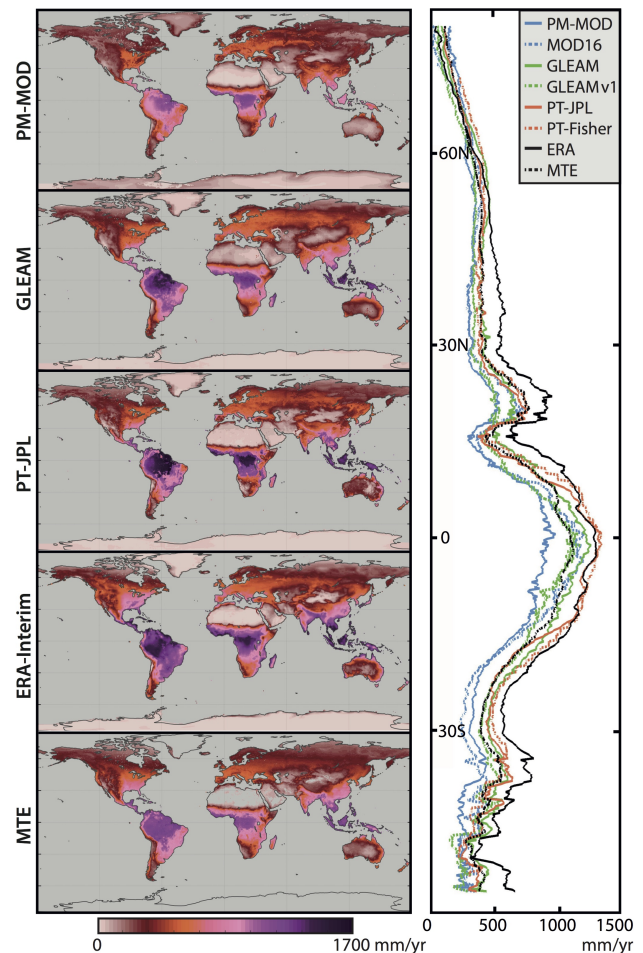 PM-MOD
GLEAM
PT-JPL
ERA-Interim
MTE
0
1700 mm/yr
PM-MOD
MOD16
GLEAM
GLEAM v1
PT-JPL
PT-Fisher
ERA
MTE
60N
30N
0
30S
0
500
1000
1500
mm/yr